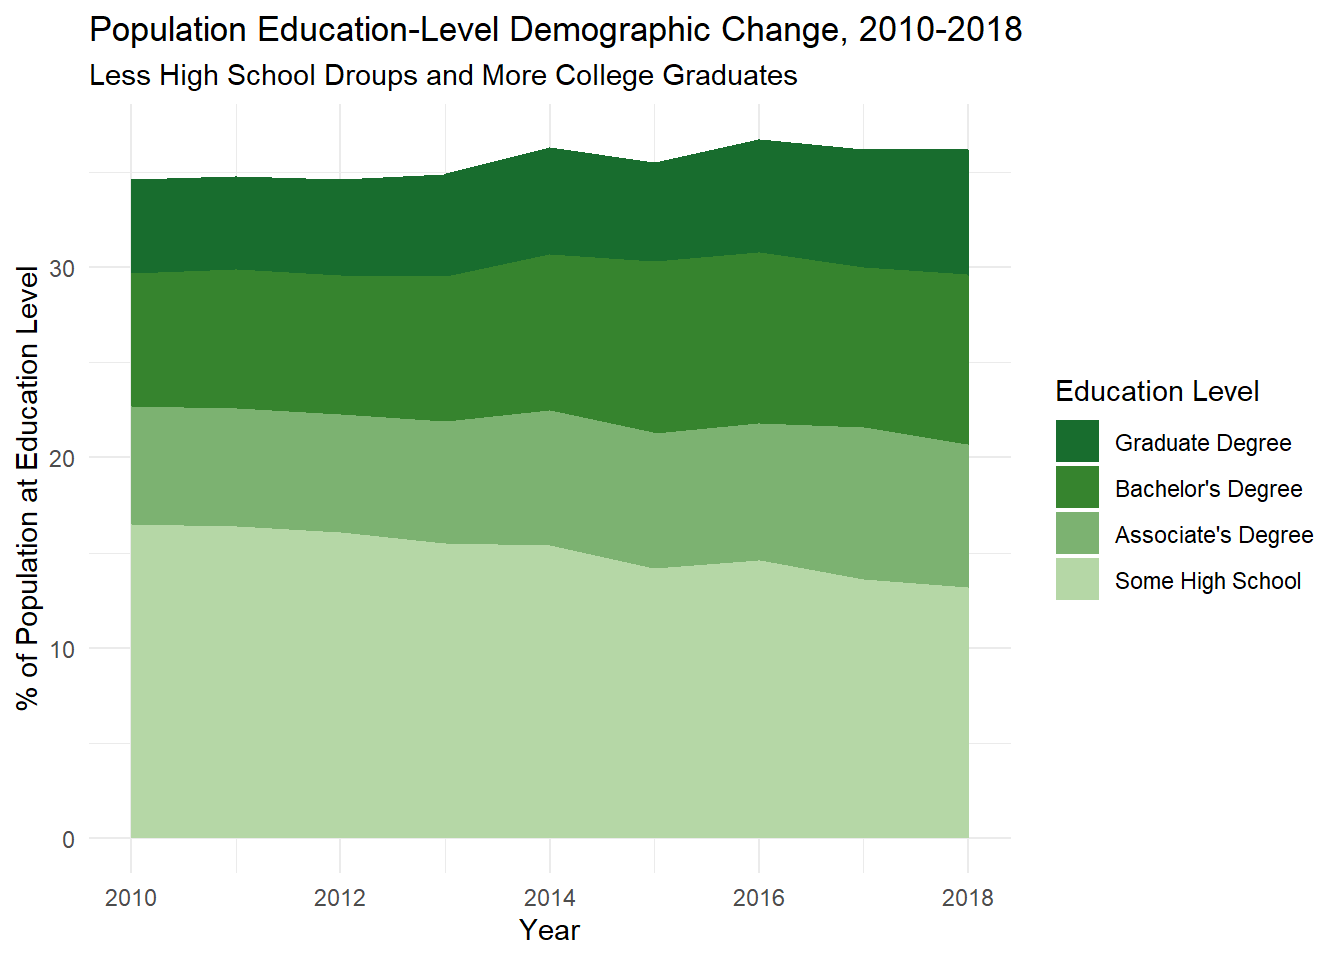 Population Education-Level Demographic Change, 2010-2018
Less High School Droups and More College Graduates
% of Population at Education Level
30
20
10
0
2010
2012
2014
2016
2018
Year
Education Level
Graduate Degree
Bachelor's Degree
Associate's Degree
Some High School